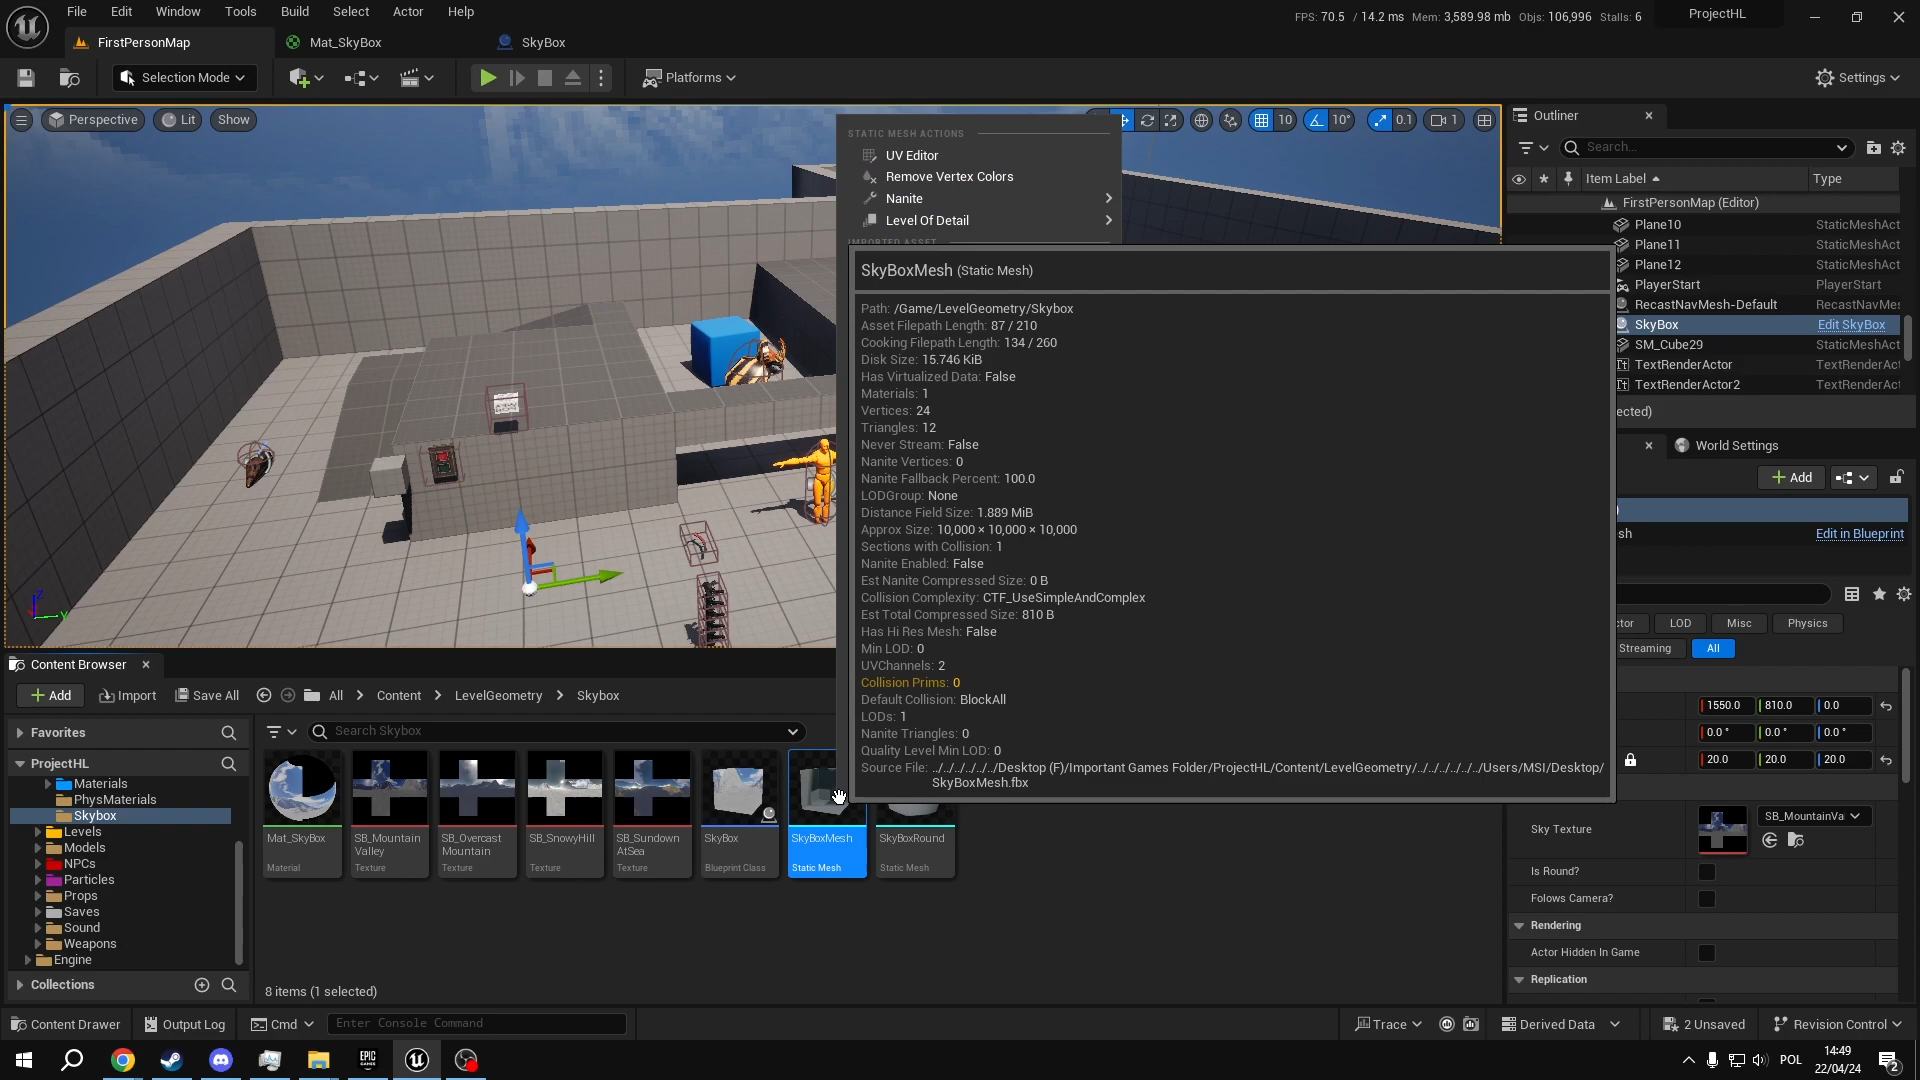 File Edit Window Tools Build Select Actor Help
FPS: 70.5 / 14.2 ms Mem: 3,589.98 mb Objs: 106,996 Stalls: 6
ProjectHL
FirstPersonMap
Mat_SkyBox
SkyBox
Selection Mode
Platforms
Settings
Perspective
Lit
Show
10
10°
0.1
1
STATIC MESH ACTIONS
UV Editor
Remove Vertex Colors
Nanite
Level Of Detail
IMPORTED ASSET
SkyBoxMesh (Static Mesh)
Path: /Game/LevelGeometry/Skybox
Asset Filepath Length: 87 / 210
Cooking Filepath Length: 134 / 260
Disk Size: 15.746 KiB
Has Virtualized Data: False
Materials: 1
Vertices: 24
Triangles: 12
Never Stream: False
Nanite Vertices: 0
Nanite Fallback Percent: 100.0
LODGroup: None
Distance Field Size: 1.889 MiB
Approx Size: 10,000 × 10,000 × 10,000
Sections with Collision: 1
Nanite Enabled: False
Est Nanite Compressed Size: 0 B
Collision Complexity: CTF_UseSimpleAndComplex
Est Total Compressed Size: 810 B
Has Hi Res Mesh: False
Min LOD: 0
UVChannels: 2
Collision Prims: 0
Default Collision: BlockAll
LODs: 1
Nanite Triangles: 0
Quality Level Min LOD: 0
Source File: ../../../../../../Desktop (F)/Important Games Folder/ProjectHL/Content/LevelGeometry/../../../../../../Users/MSI/Desktop/
SkyBoxMesh.fbx
Outliner
Search...
Item Label
Type
FirstPersonMap (Editor)
Plane10 StaticMeshAct
Plane11 StaticMeshAct
Plane12 StaticMeshAct
PlayerStart PlayerStart
RecastNavMesh-Default RecastNavMes
SkyBox Edit SkyBox
SM_Cube29 StaticMeshAct
TextRenderActor TextRenderAct
TextRenderActor2 TextRenderAct
ected)
World Settings
Add
)
sh
Edit in Blueprint
ctor
LOD
Misc
Physics
Streaming
All
1550.0 810.0 0.0
0.0 ° 0.0 ° 0.0 °
20.0 20.0 20.0
Sky Texture
SB_MountainVa
Is Round?
Folows Camera?
Rendering
Actor Hidden In Game
Replication
Content Browser
Add
Import
Save All
All
Content
LevelGeometry
Skybox
Favorites
Search Skybox
ProjectHL
Materials
PhysMaterials
Skybox
Levels
Models
NPCs
Particles
Props
Saves
Sound
Weapons
Engine
Collections
Mat_SkyBox
Material
SB_Mountain
Valley
Texture
SB_Overcast
Mountain
Texture
SB_SnowyHill
Texture
SB_Sundown
AtSea
Texture
SkyBox
Blueprint Class
SkyBoxMesh
Static Mesh
SkyBoxRound
Static Mesh
8 items (1 selected)
Content Drawer
Output Log
Cmd
Enter Console Command
Trace
Derived Data
2 Unsaved
Revision Control
EPIC
GAMES
POL
14:49
22/04/24
2
Z
Y